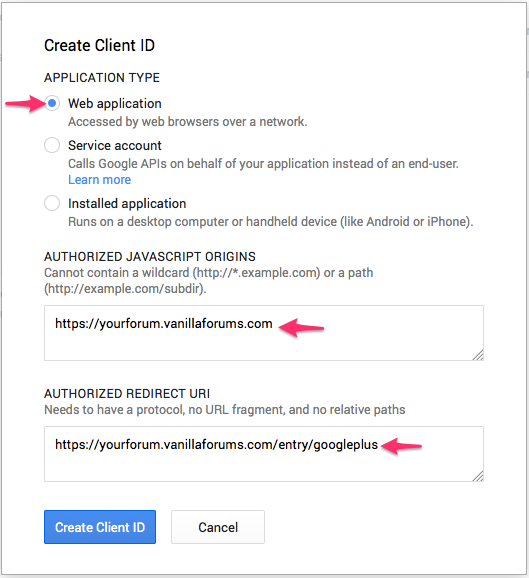 Create Client ID
APPLICATION TYPE
Web application
Accessed by web browsers over a network.
Service account
Calls Google APIs on behalf of your application instead of an end-user.
Learn more
Installed application
Runs on a desktop computer or handheld device (like Android or iPhone).
AUTHORIZED JAVASCRIPT ORIGINS
Cannot contain a wildcard (http://*.example.com) or a path
(http://example.com/subdir).
https://yourforum.vanillaforums.com
AUTHORIZED REDIRECT URI
Needs to have a protocol, no URL fragment, and no relative paths
https://yourforum.vanillaforums.com/entry/googleplus
Create Client ID Cancel